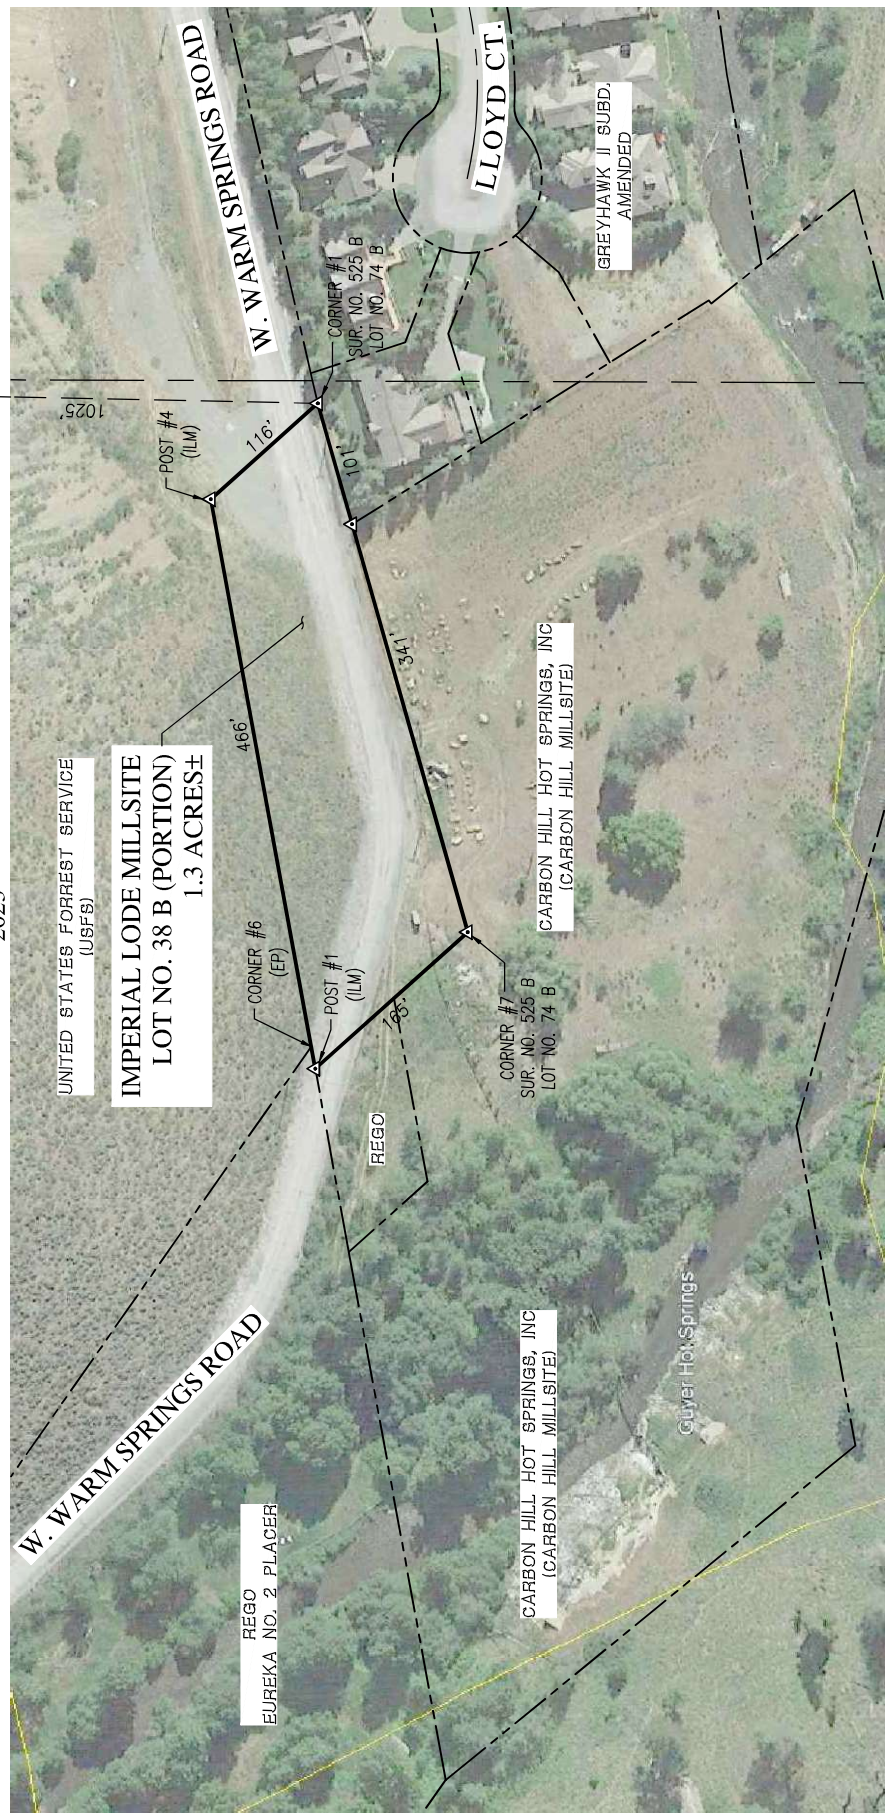 2025
UNITED STATES FORREST SERVICE
(USFS)
IMPERIAL LODE MILLSITE
LOT NO. 38 B (PORTION)
1.3 ACRES±
W. WARM SPRINGS ROAD
W. WARM SPRINGS ROAD
LLOYD CT.
GREYHAWK II SUBD.
AMENDED
1025'
POST #4
(ILM)
116'
CORNER #1
SUR. NO. 525 B
LOT NO. 74 B
101'
466'
341'
CORNER #6
(EP)
POST #1
(ILM)
165'
CORNER #7
SUR. NO. 525 B
LOT NO. 74 B
REGO
CARBON HILL HOT SPRINGS, INC
(CARBON HILL MILLSITE)
REGO
EUREKA NO. 2 PLACER
CARBON HILL HOT SPRINGS, INC
(CARBON HILL MILLSITE)
Guyer Hot Springs